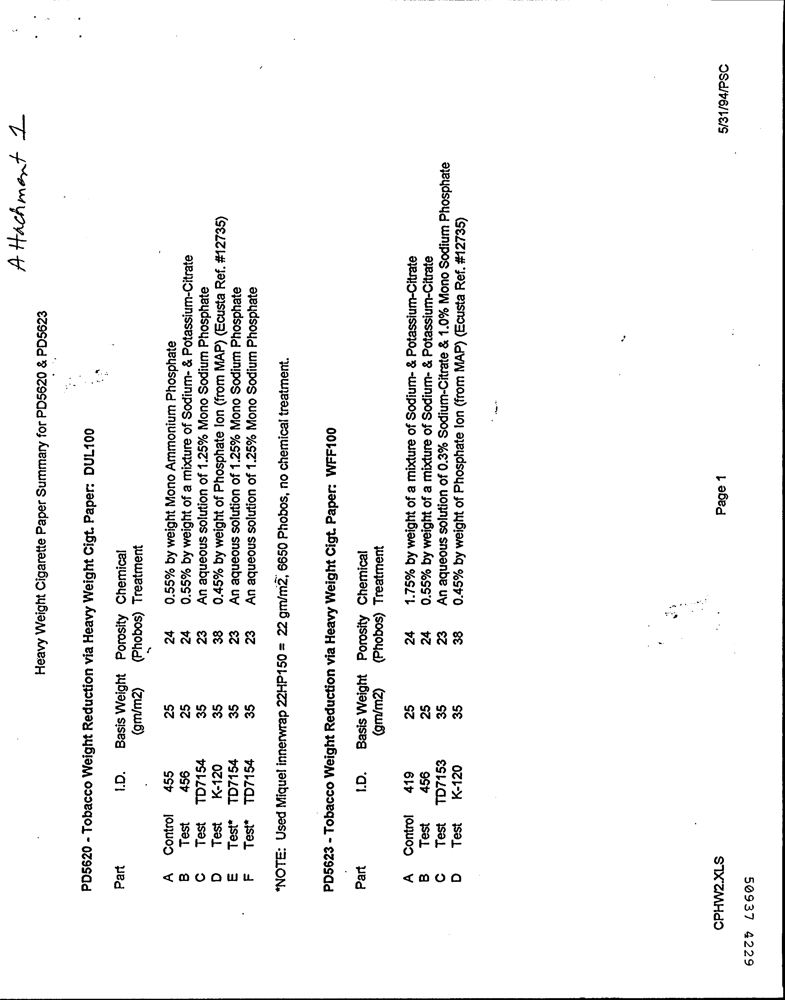 Attachment 1
Heavy Weight Cigarette Paper Summary for PD5620 & PD5623
PD5620 - Tobacco Weight Reduction via Heavy Weight Cigt. Paper: DUL100
Part I.D. Basis Weight Porosity Chemical
(gm/m2) (Phobos) Treatment
A Control 455 25 24 0.55% by weight Mono Ammonium Phosphate
B Test 456 25 24 0.55% by weight of a mixture of Sodium- & Potassium-Citrate
C Test TD7154 35 23 An aqueous solution of 1.25% Mono Sodium Phosphate
D Test K-120 35 38 0.45% by weight of Phosphate Ion (from MAP) (Ecusta Ref. #12735)
E Test* TD7154 35 23 An aqueous solution of 1.25% Mono Sodium Phosphate
F Test* TD7154 35 23 An aqueous solution of 1.25% Mono Sodium Phosphate
*NOTE: Used Miquel innerwrap 22HP150 = 22 gm/m2, 6650 Phobos, no chemical treatment.
PD5623 - Tobacco Weight Reduction via Heavy Weight Cigt. Paper: WFF100
Part I.D. Basis Weight Porosity Chemical
(gm/m2) (Phobos) Treatment
A Control 419 25 24 1.75% by weight of a mixture of Sodium- & Potassium-Citrate
B Test 456 25 24 0.55% by weight of a mixture of Sodium- & Potassium-Citrate
C Test TD7153 35 23 An aqueous solution of 0.3% Sodium-Citrate & 1.0% Mono Sodium Phosphate
D Test K-120 35 38 0.45% by weight of Phosphate Ion (from MAP) (Ecusta Ref. #12735)
CPHW2.XLS Page 1 5/31/94/PSC
50937 4229